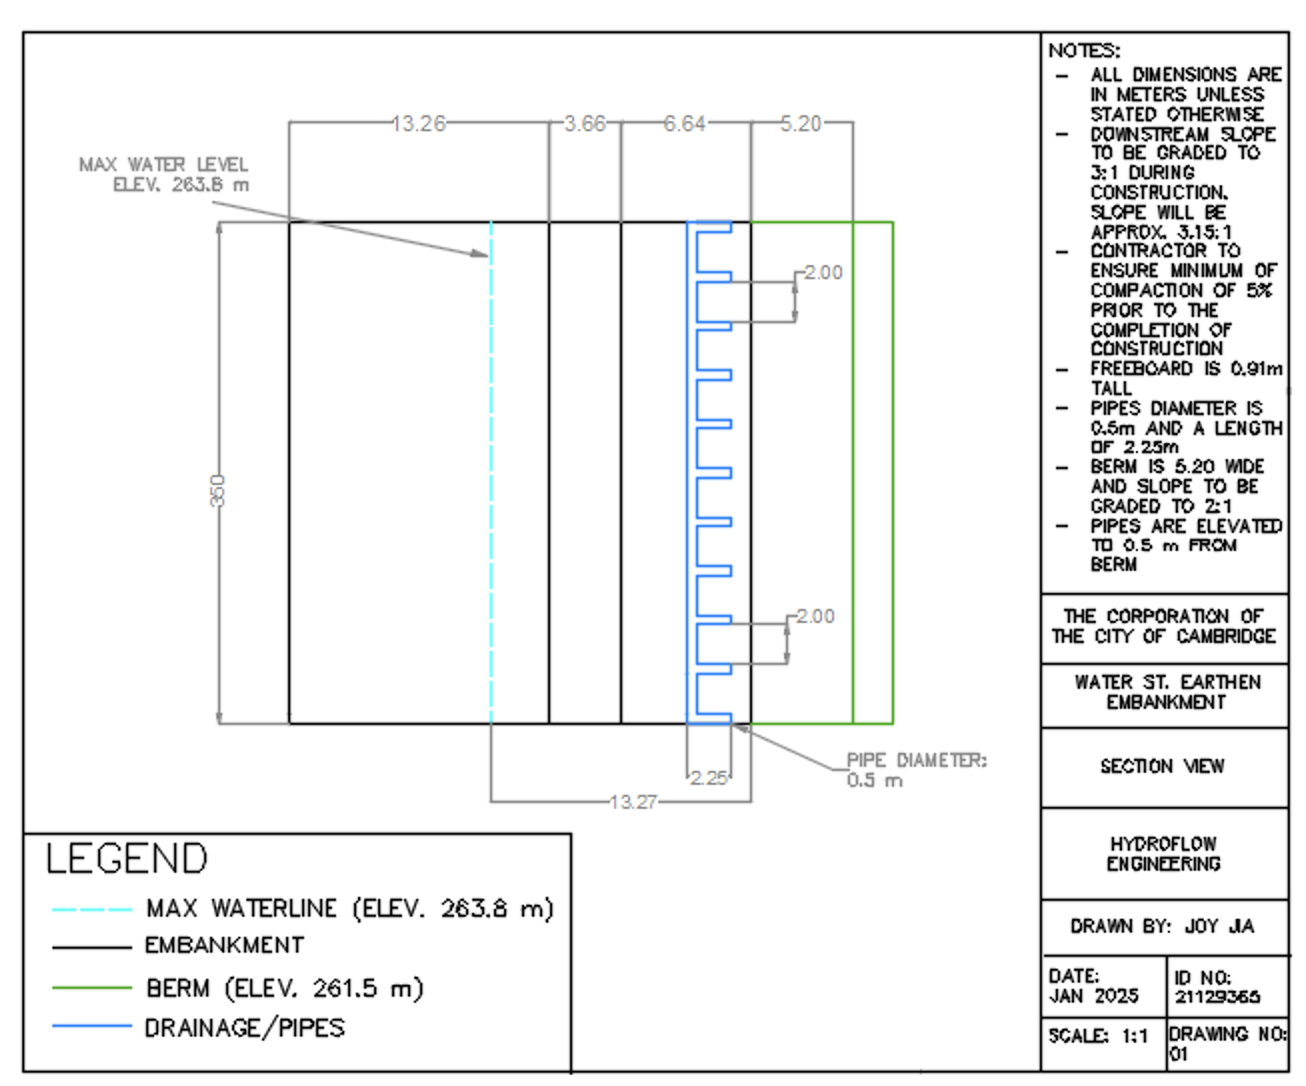 13.26
3.66
6.64
5.20
MAX WATER LEVEL
ELEV. 263.8 m
2.00
350
2.00
PIPE DIAMETER:
0.5 m
2.25
13.27
LEGEND
MAX WATERLINE (ELEV. 263.8 m)
EMBANKMENT
BERM (ELEV. 261.5 m)
DRAINAGE/PIPES
NOTES:
- ALL DIMENSIONS ARE
IN METERS UNLESS
STATED OTHERWISE
- DOWNSTREAM SLOPE
TO BE GRADED TO
3:1 DURING
CONSTRUCTION.
SLOPE WILL BE
APPROX. 3.15:1
- CONTRACTOR TO
ENSURE MINIMUM OF
COMPACTION OF 5%
PRIOR TO THE
COMPLETION OF
CONSTRUCTION
- FREEBOARD IS 0.91m
TALL
- PIPES DIAMETER IS
0.5m AND A LENGTH
OF 2.25m
- BERM IS 5.20 WIDE
AND SLOPE TO BE
GRADED TO 2:1
- PIPES ARE ELEVATED
TO 0.5 m FROM
BERM
THE CORPORATION OF
THE CITY OF CAMBRIDGE
WATER ST. EARTHEN
EMBANKMENT
SECTION VIEW
HYDROFLOW
ENGINEERING
DRAWN BY: JOY JIA
DATE:
JAN 2025
ID NO:
21129365
SCALE: 1:1
DRAWING NO:
01